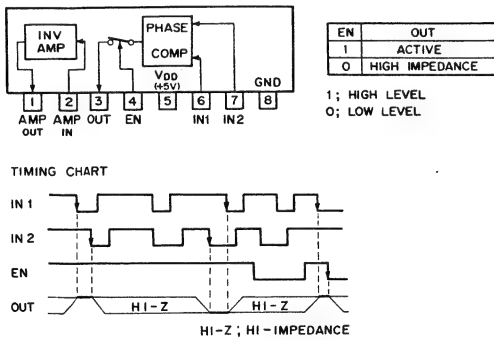 INV
AMP
PHASE
COMP
VDD
(+5V)
GND
1 2 3 4 5 6 7 8
AMP OUT
AMP IN
OUT
EN
IN1
IN2
EN OUT
1 ACTIVE
0 HIGH IMPEDANCE
1; HIGH LEVEL
0; LOW LEVEL
TIMING CHART
IN 1
IN 2
EN
OUT
HI-Z
HI-Z
HI-Z ; HI-IMPEDANCE